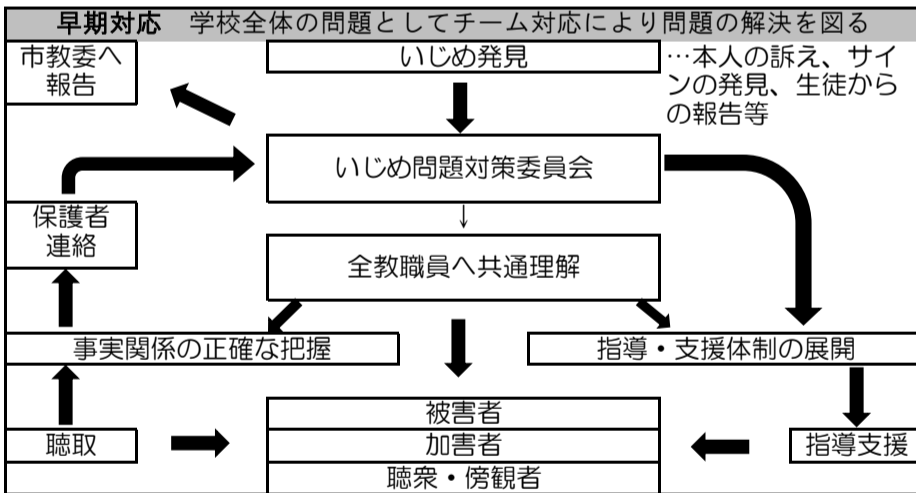 早期対応　学校全体の問題としてチーム対応により問題の解決を図る
市教委へ
報告
いじめ発見
…本人の訴え、サイ
ンの発見、生徒から
の報告等
いじめ問題対策委員会
保護者
連絡
↓
全教職員へ共通理解
事実関係の正確な把握
指導・支援体制の展開
被害者
聴取
加害者
指導支援
聴衆・傍観者